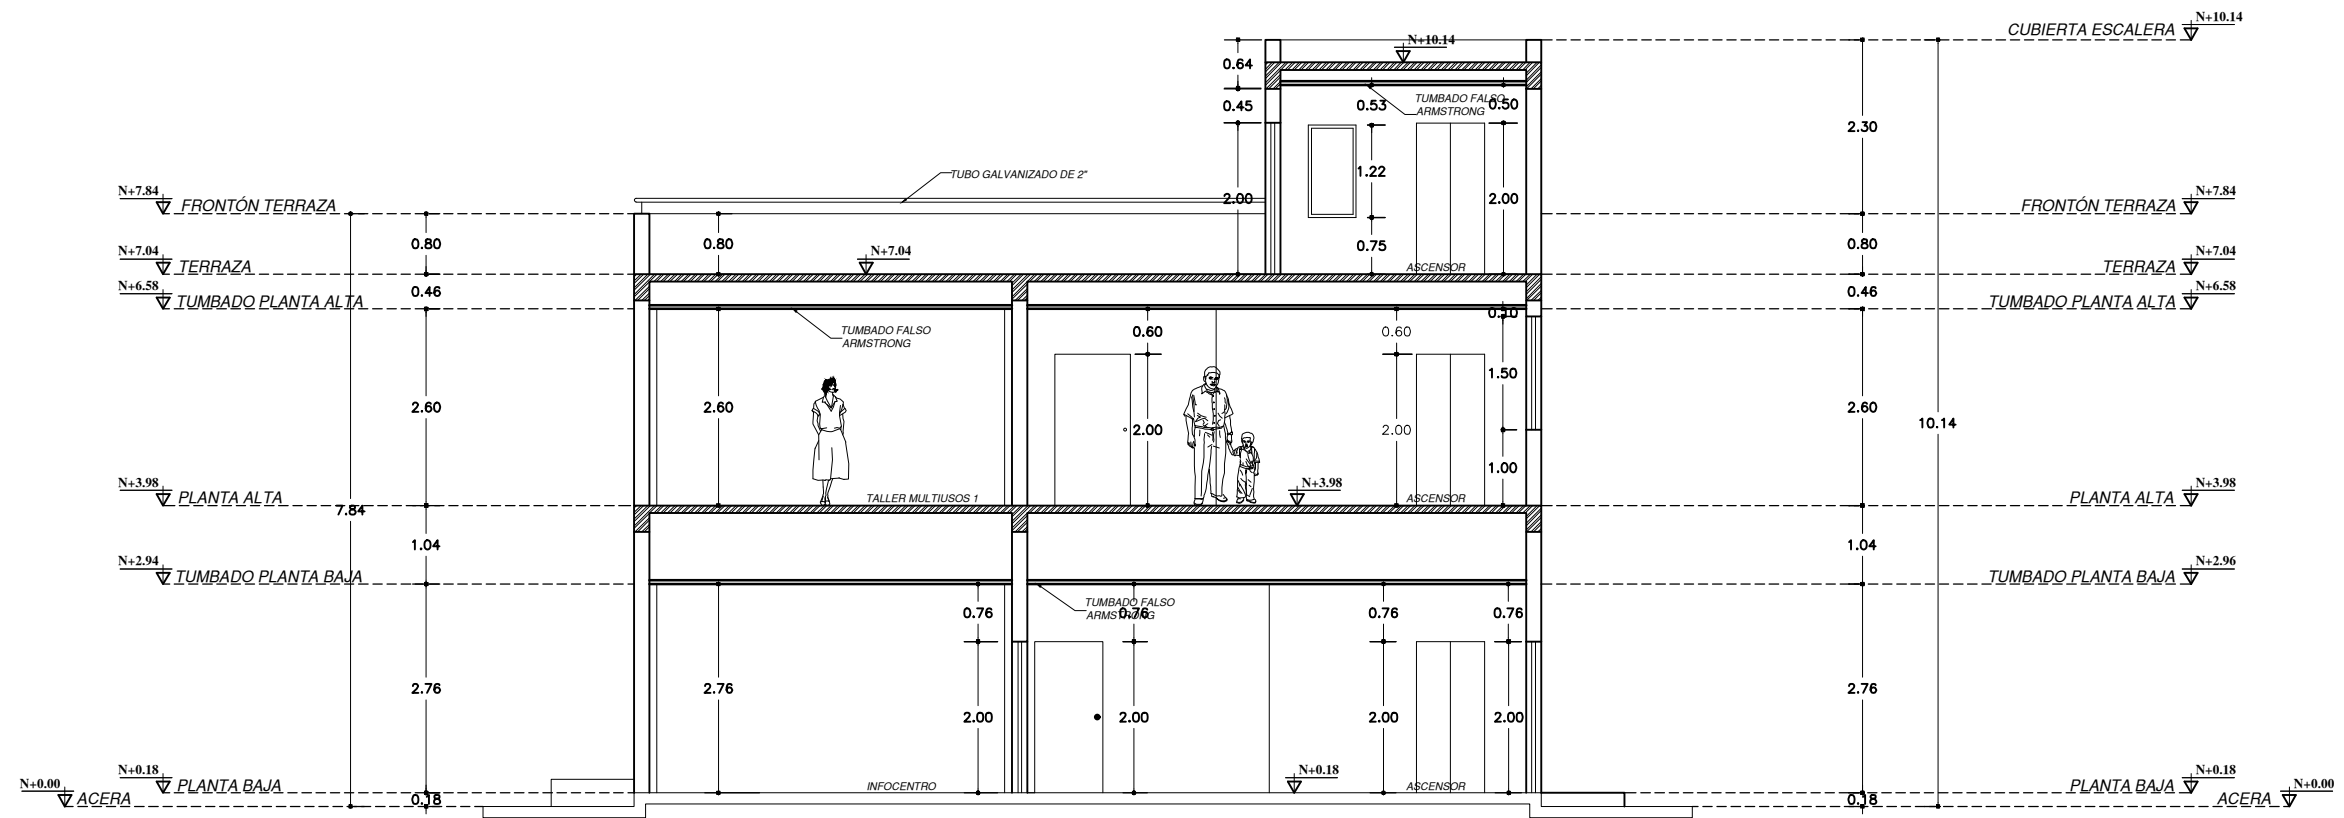 N+10.14
CUBIERTA ESCALERA
N+10.14
0.64
TUMBADO FALSO
ARMSTRONG
0.45
0.53
0.50
2.30
1.22
TUBO GALVANIZADO DE 2"
N+7.84
FRONTÓN TERRAZA
2.00
2.00
N+7.84
FRONTÓN TERRAZA
0.80
0.80
0.75
0.80
N+7.04
TERRAZA
N+7.04
ASCENSOR
N+7.04
TERRAZA
N+6.58
TUMBADO PLANTA ALTA
0.46
0.46
N+6.58
TUMBADO PLANTA ALTA
TUMBADO FALSO
ARMSTRONG
0.60
0.60
1.50
2.60
2.60
2.00
2.00
2.60
10.14
1.00
N+3.98
PLANTA ALTA
TALLER MULTIUSOS 1
N+3.98
ASCENSOR
N+3.98
PLANTA ALTA
7.84
1.04
1.04
N+2.94
TUMBADO PLANTA BAJA
N+2.96
TUMBADO PLANTA BAJA
TUMBADO FALSO
ARMSTRONG
0.76
0.76
0.76
0.76
2.76
2.76
2.76
2.00
2.00
2.00
2.00
N+0.18
PLANTA BAJA
INFOCENTRO
N+0.18
ASCENSOR
N+0.18
PLANTA BAJA
N+0.00
ACERA
0.18
0.18
N+0.00
ACERA